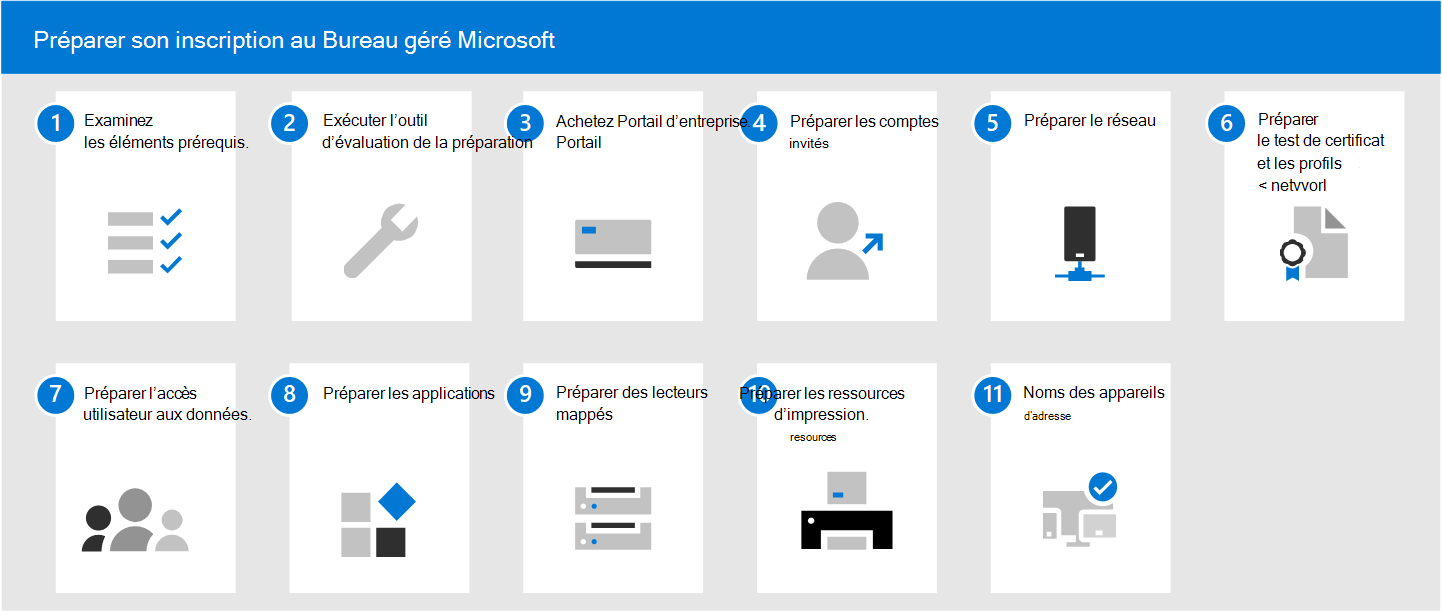 Préparer son inscription au Bureau géré Microsoft
1
Examinez
les éléments prérequis.
2
Exécuter l’outil
d’évaluation de la préparation
3
Achetez Portail d’entreprise.
Portail
4
Préparer les comptes
invités
5
Préparer le réseau
6
Préparer
le test de certificat
et les profils
< netvvorl
7
Préparer l’accès
utilisateur aux données.
8
Préparer les applications
9
Préparer des lecteurs
mappés
10
Préparer les ressources
d’impression.
resources
11
Noms des appareils
d’adresse